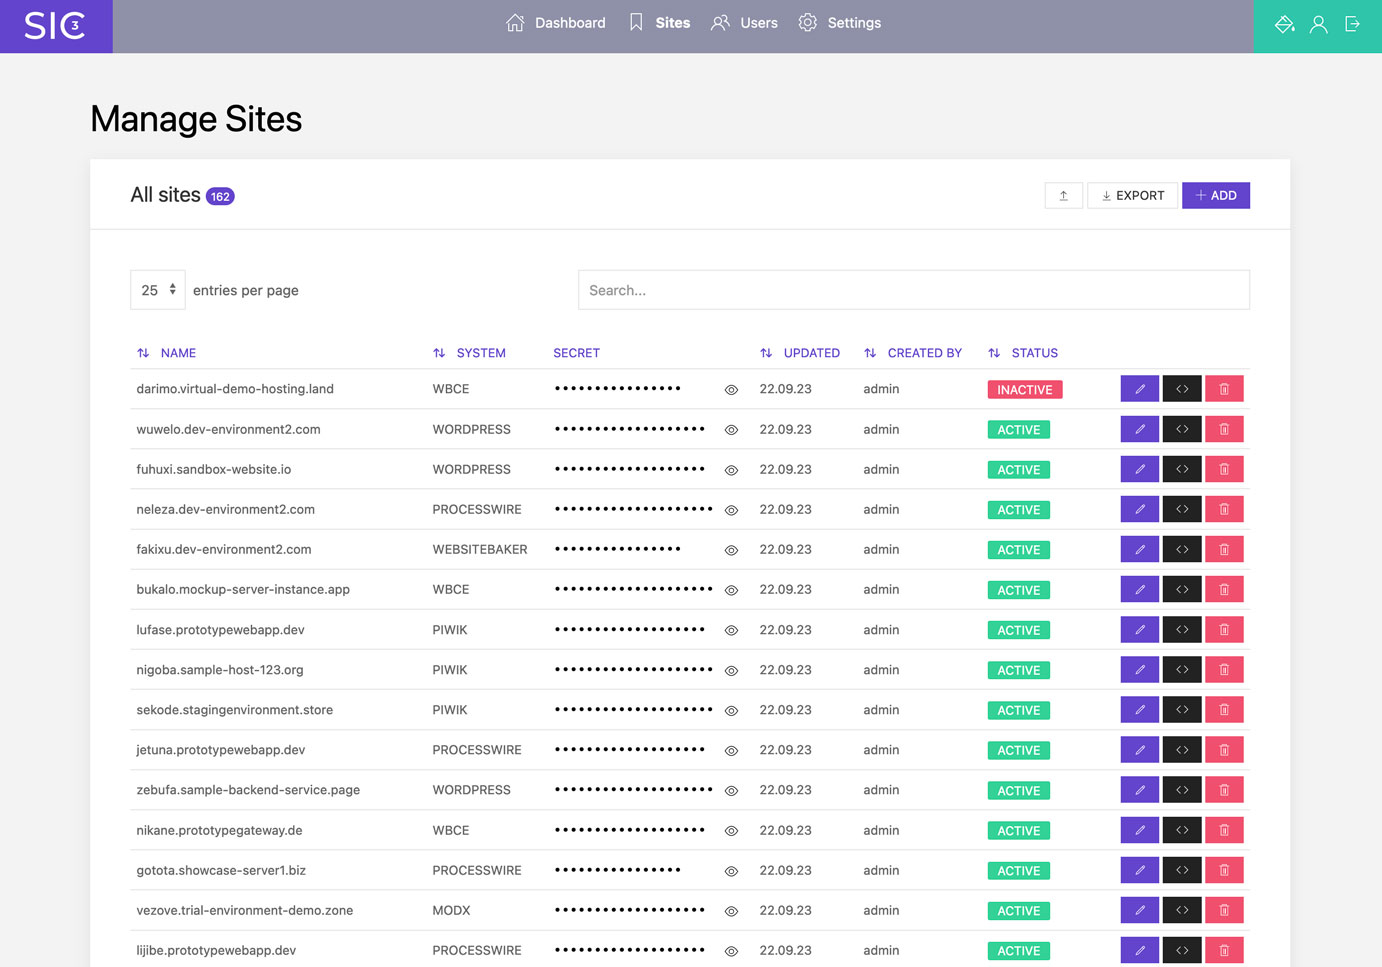 SIC 3
Dashboard Sites Users Settings
Manage Sites
All sites 162
EXPORT + ADD
25 entries per page Search...
NAME SYSTEM SECRET UPDATED CREATED BY STATUS
darimo.virtual-demo-hosting.land WBCE •••••••••••••••• 22.09.23 admin INACTIVE
wuwelo.dev-environment2.com WORDPRESS ••••••••••••••••••• 22.09.23 admin ACTIVE
fuhuxi.sandbox-website.io WORDPRESS ••••••••••••••••••• 22.09.23 admin ACTIVE
neleza.dev-environment2.com PROCESSWIRE •••••••••••••••••••• 22.09.23 admin ACTIVE
fakixu.dev-environment2.com WEBSITEBAKER •••••••••••••••• 22.09.23 admin ACTIVE
bukalo.mockup-server-instance.app WBCE •••••••••••••••••••• 22.09.23 admin ACTIVE
lufase.prototypewebapp.dev PIWIK ••••••••••••••••••• 22.09.23 admin ACTIVE
nigoba.sample-host-123.org PIWIK •••••••••••••••••••• 22.09.23 admin ACTIVE
sekode.stagingenvironment.store PIWIK •••••••••••••••••••• 22.09.23 admin ACTIVE
jetuna.prototypewebapp.dev PROCESSWIRE ••••••••••••••••••• 22.09.23 admin ACTIVE
zebufa.sample-backend-service.page WORDPRESS •••••••••••••••••••• 22.09.23 admin ACTIVE
nikane.prototypegateway.de WBCE ••••••••••••••••••• 22.09.23 admin ACTIVE
gotota.showcase-server1.biz PROCESSWIRE •••••••••••••••• 22.09.23 admin ACTIVE
vezove.trial-environment-demo.zone MODX ••••••••••••••••••• 22.09.23 admin ACTIVE
lijibe.prototypewebapp.dev PROCESSWIRE ••••••••••••••••••• 22.09.23 admin ACTIVE